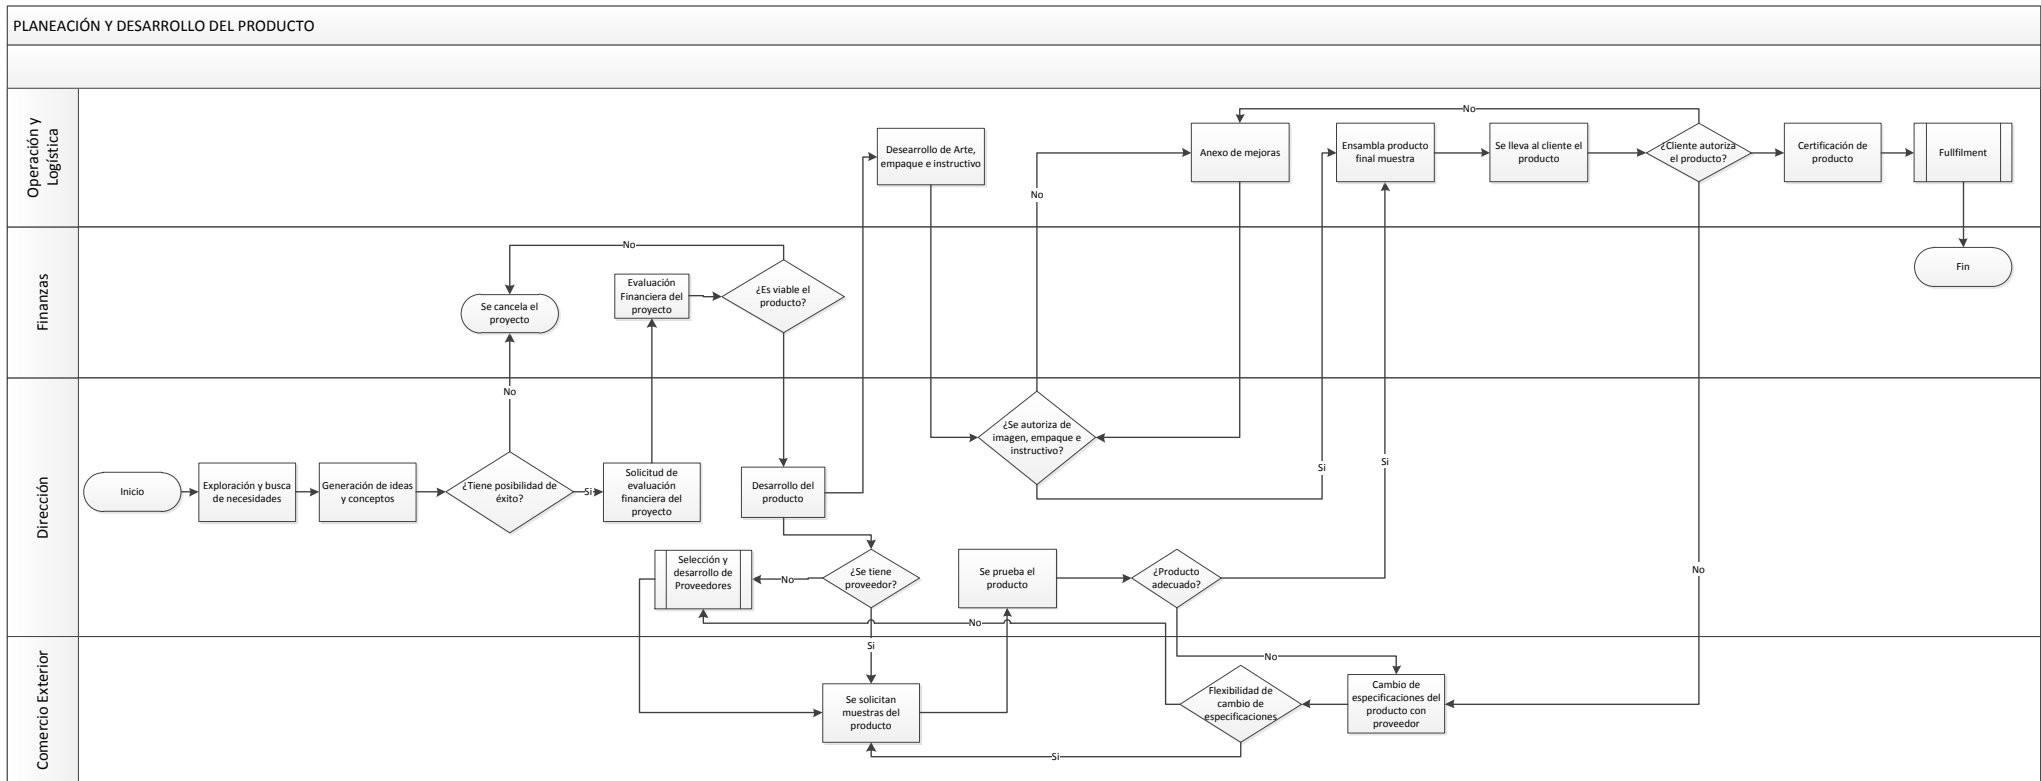 PLANEACIÓN Y DESARROLLO DEL PRODUCTO
Operación y
Logística
Desearrollo de Arte,
empaque e instructivo
No
Anexo de mejoras
No
Ensambla producto
final muestra
Se lleva al cliente el
producto
¿Cliente autoriza
el producto?
Certificación de
producto
Fullfilment
Finanzas
No
Se cancela el
proyecto
Evaluación
Financiera del
proyecto
¿Es viable el
producto?
Fin
Dirección
No
Inicio
Exploración y busca
de necesidades
Generación de ideas
y conceptos
¿Tiene posibilidad de
éxito?
Si
Solicitud de
evaluación
financiera del
proyecto
Desarrollo del
producto
¿Se autoriza de
imagen, empaque e
instructivo?
Si
Si
Selección y
desarrollo de
Proveedores
No
¿Se tiene
proveedor?
Se prueba el
producto
¿Producto
adecuado?
No
No
Comercio Exterior
Si
Se solicitan
muestras del
producto
No
Flexibilidad de
cambio de
especificaciones
Cambio de
especificaciones del
producto con
proveedor
Si